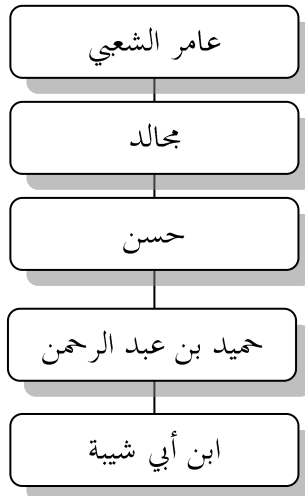 عامر الشعبي
مجالد
حسن
حميد بن عبد الرحمن
ابن أبي شيبة